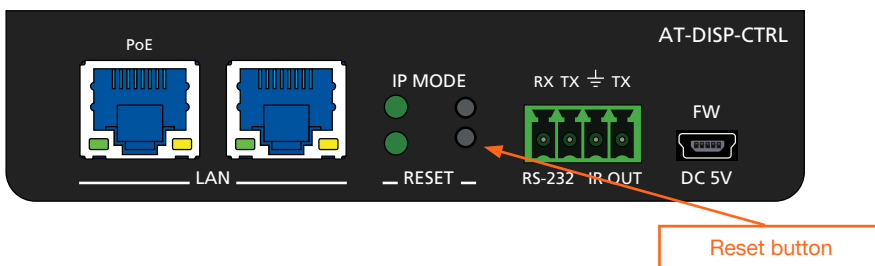 AT-DISP-CTRL
PoE
IP MODE
RX TX ⏚ TX
FW
LAN
RESET
RS-232 IR OUT
DC 5V
Reset button